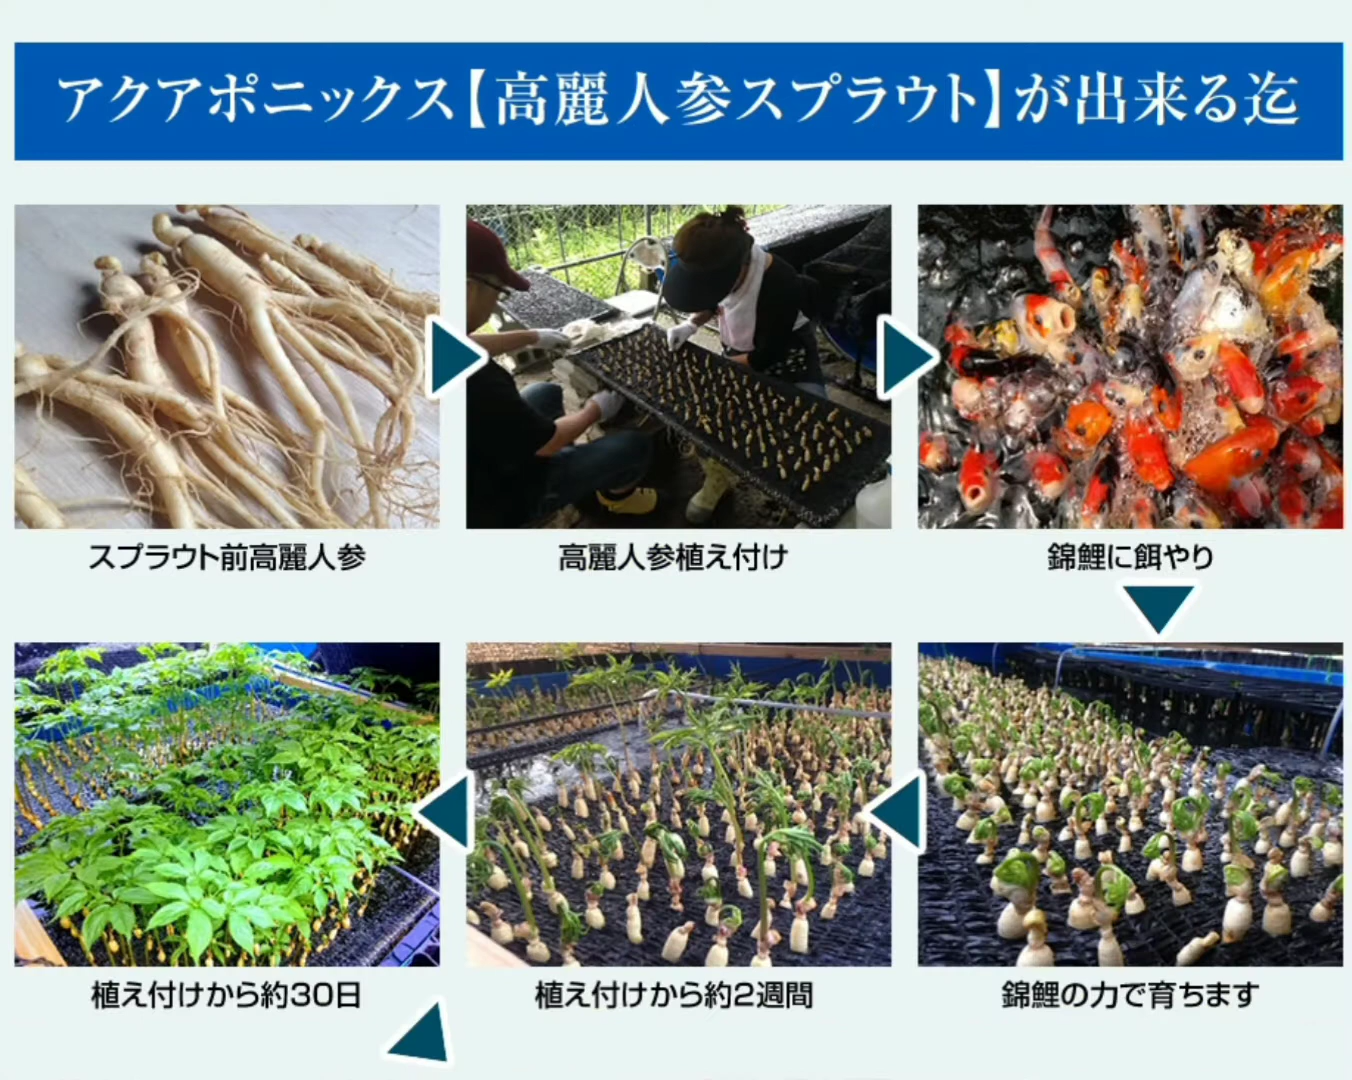 アクアポニックス【高麗人参スプラウト】が出来る迄
スプラウト前高麗人参
高麗人参植え付け
錦鯉に餌やり
錦鯉の力で育ちます
植え付けから約2週間
植え付けから約30日